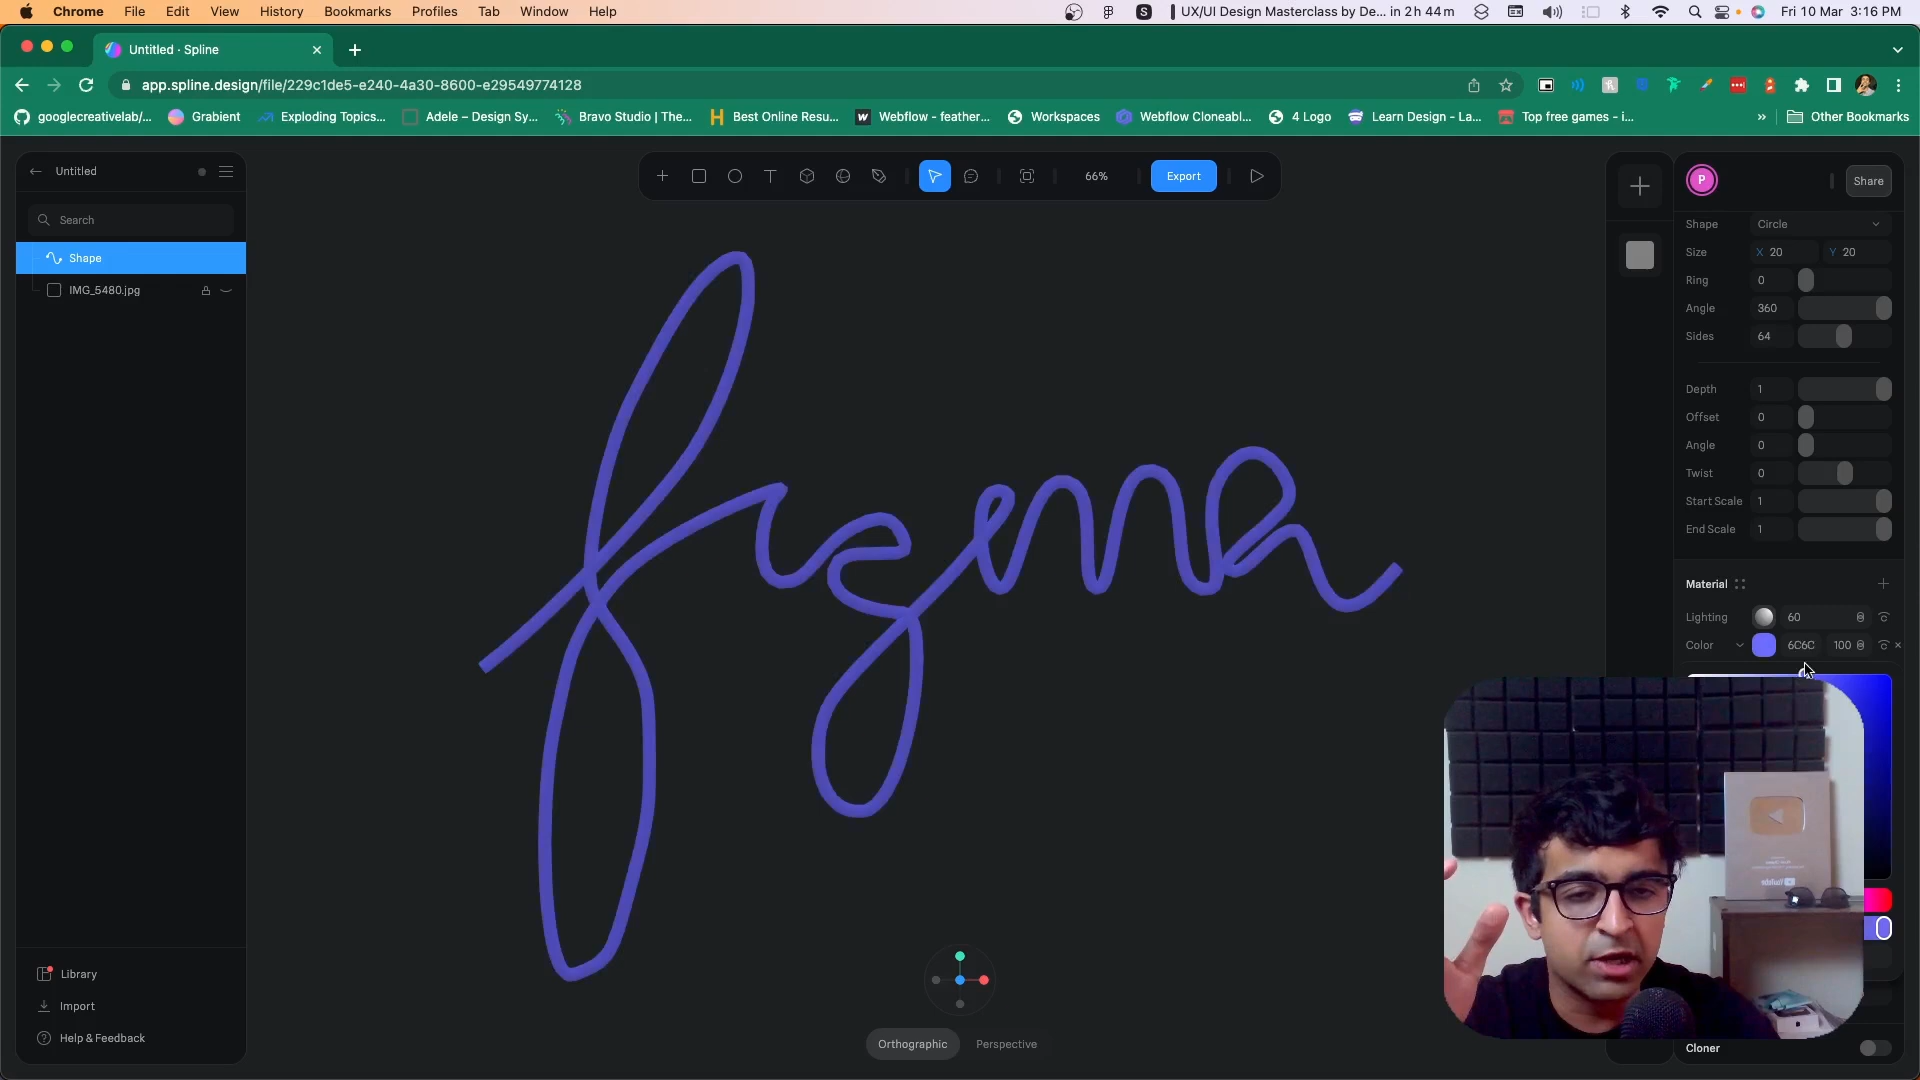 Chrome File Edit View History Bookmarks Profiles Tab Window Help
S UX/UI Design Masterclass by De... in 2h 44m Fri 10 Mar 3:16 PM
Untitled · Spline
app.spline.design/file/229c1de5-e240-4a30-8600-e29549774128
googlecreativelab/... Grabient Exploding Topics... Adele – Design Sy... Bravo Studio | The... Best Online Resu... Webflow - feather... Workspaces Webflow Cloneabl... 4 Logo Learn Design - La... Top free games - i... » Other Bookmarks
Untitled
66%
Export
P
Share
Search
Shape
IMG_5480.jpg
figma
Shape Circle
Size X 20 Y 20
Ring 0
Angle 360
Sides 64
Depth 1
Offset 0
Angle 0
Twist 0
Start Scale 1
End Scale 1
Material
Lighting 60
Color 6C6C 100
Library
Import
Help & Feedback
Orthographic Perspective
Cloner